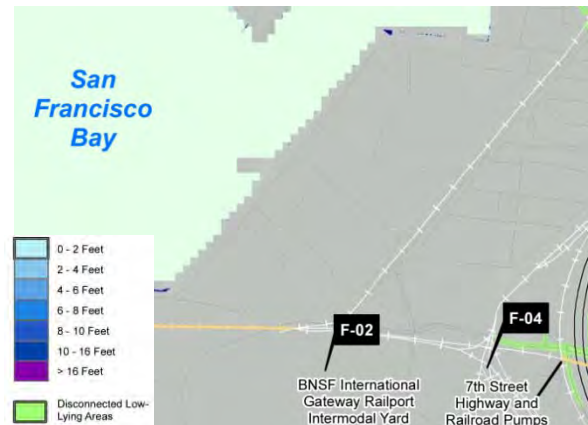 San
Francisco
Bay
0 - 2 Feet
2 - 4 Feet
4 - 6 Feet
6 - 8 Feet
8 - 10 Feet
10 - 16 Feet
> 16 Feet
Disconnected Low-
Lying Areas
F-02
BNSF International
Gateway Railport
Intermodal Yard
F-04
7th Street
Highway and
Railroad Pumps